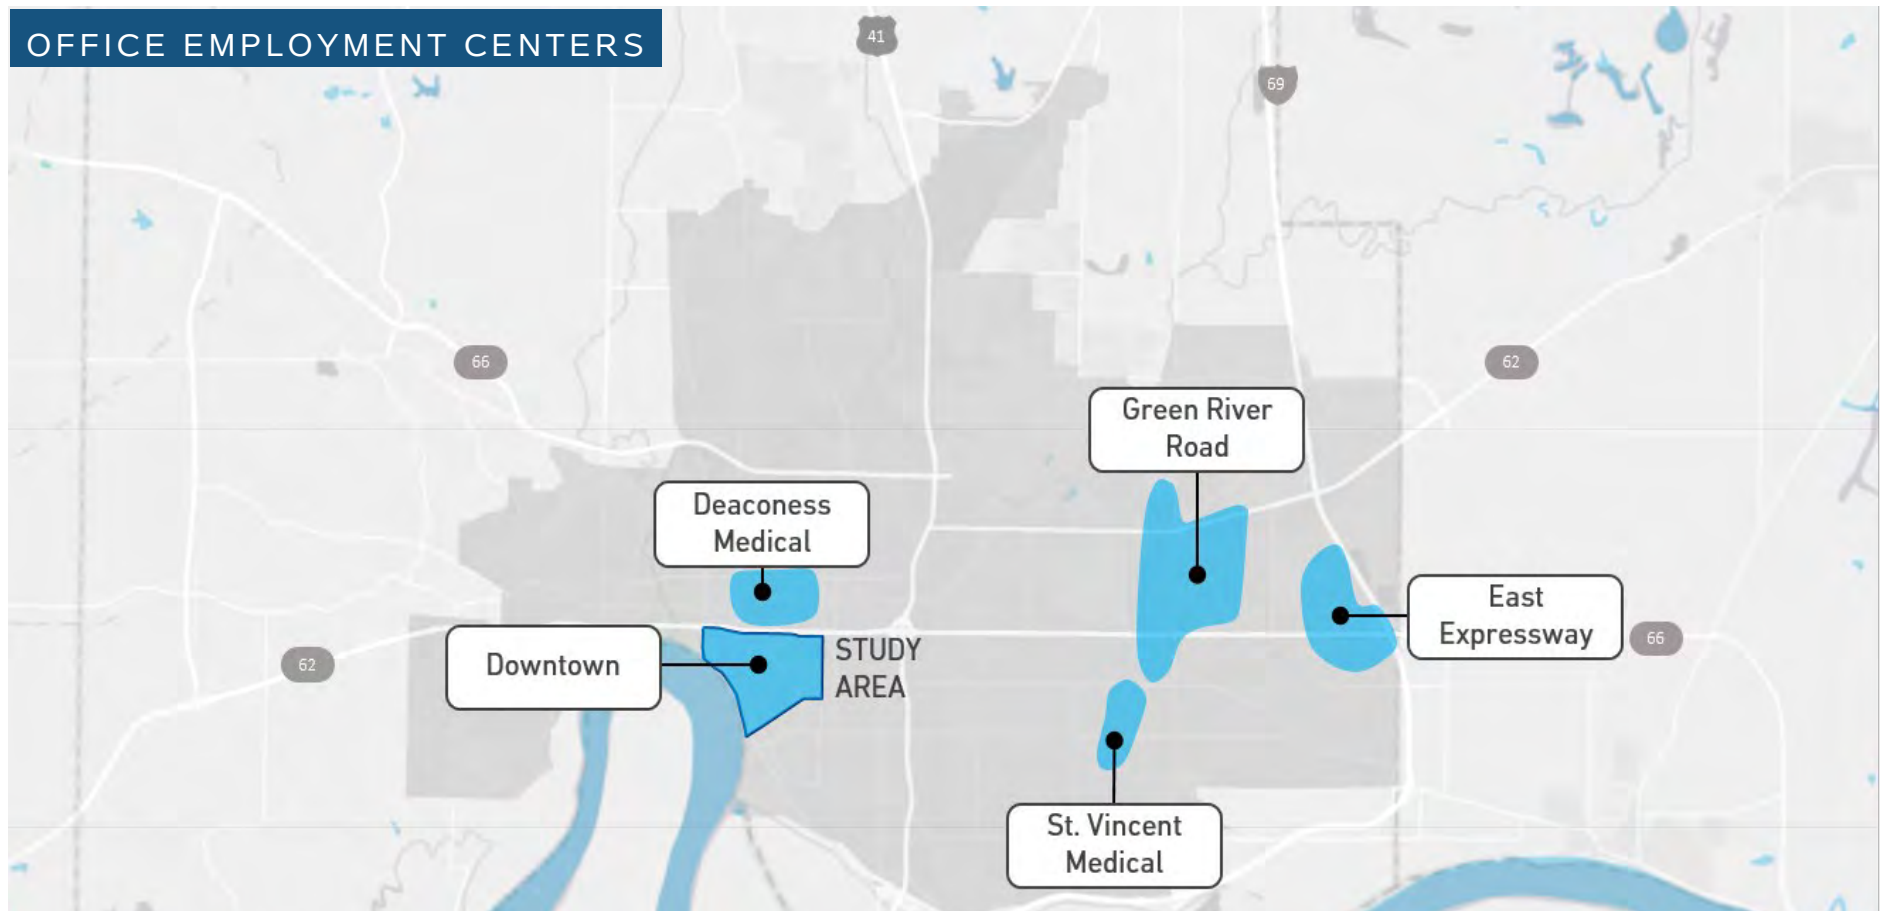 OFFICE EMPLOYMENT CENTERS
41
69
66
62
Green River
Road
Deaconess
Medical
East
Expressway
66
STUDY
AREA
Downtown
62
St. Vincent
Medical